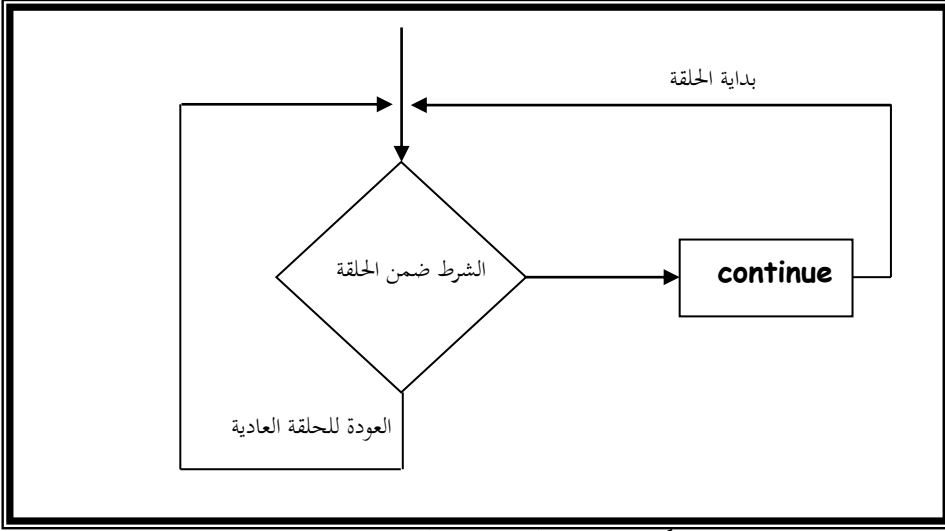 بداية الحلقة
الشرط ضمن الحلقة
continue
العودة للحلقة العادية